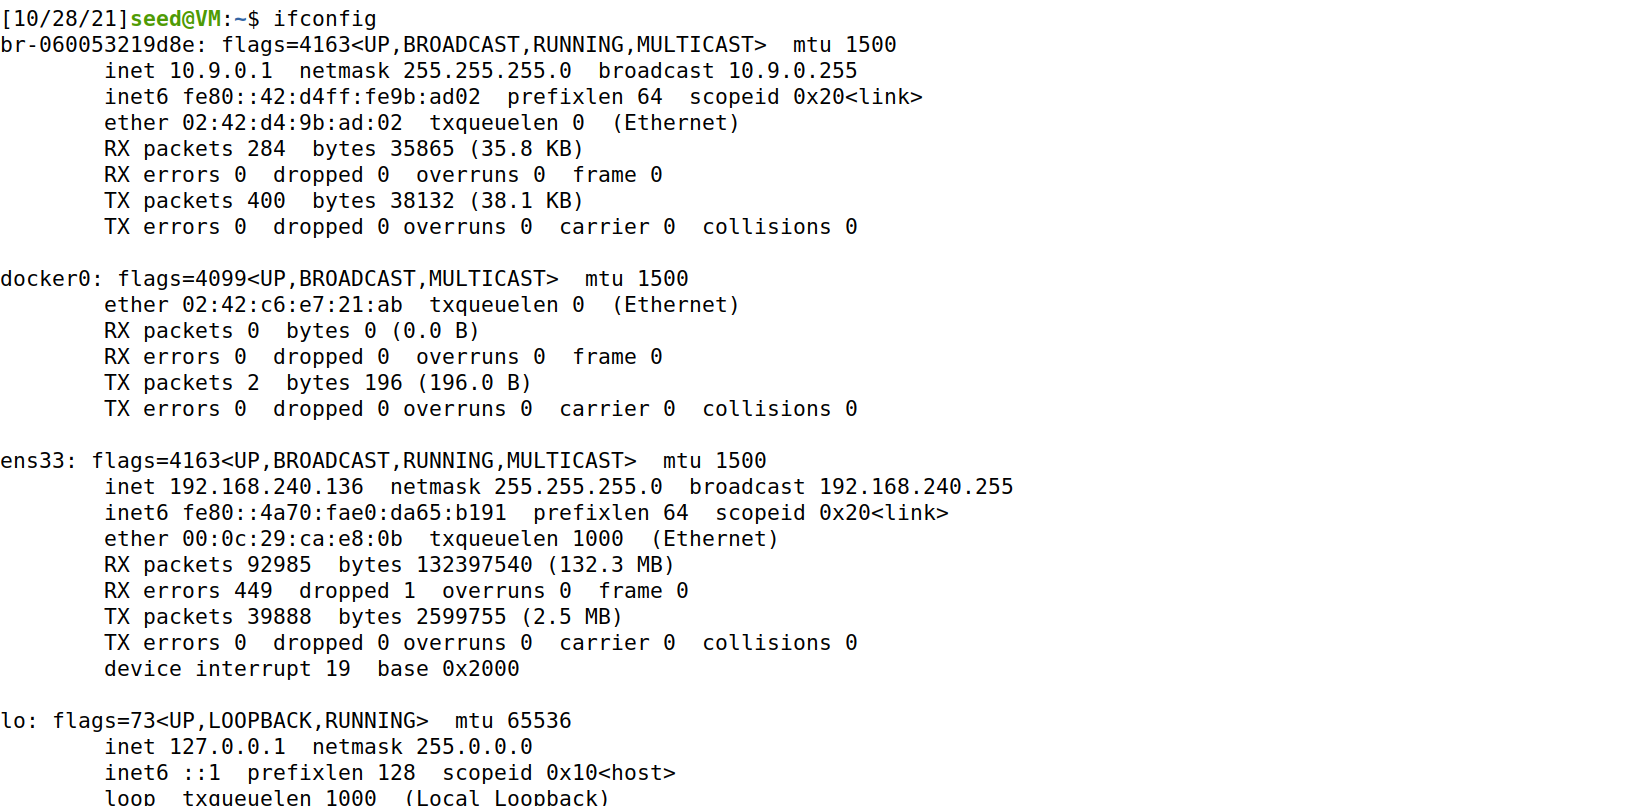 [10/28/21]seed@VM:~$ ifconfig
br-060053219d8e: flags=4163<UP,BROADCAST,RUNNING,MULTICAST>  mtu 1500
        inet 10.9.0.1  netmask 255.255.255.0  broadcast 10.9.0.255
        inet6 fe80::42:d4ff:fe9b:ad02  prefixlen 64  scopeid 0x20<link>
        ether 02:42:d4:9b:ad:02  txqueuelen 0  (Ethernet)
        RX packets 284  bytes 35865 (35.8 KB)
        RX errors 0  dropped 0  overruns 0  frame 0
        TX packets 400  bytes 38132 (38.1 KB)
        TX errors 0  dropped 0 overruns 0  carrier 0  collisions 0

docker0: flags=4099<UP,BROADCAST,MULTICAST>  mtu 1500
        ether 02:42:c6:e7:21:ab  txqueuelen 0  (Ethernet)
        RX packets 0  bytes 0 (0.0 B)
        RX errors 0  dropped 0  overruns 0  frame 0
        TX packets 2  bytes 196 (196.0 B)
        TX errors 0  dropped 0 overruns 0  carrier 0  collisions 0

ens33: flags=4163<UP,BROADCAST,RUNNING,MULTICAST>  mtu 1500
        inet 192.168.240.136  netmask 255.255.255.0  broadcast 192.168.240.255
        inet6 fe80::4a70:fae0:da65:b191  prefixlen 64  scopeid 0x20<link>
        ether 00:0c:29:ca:e8:0b  txqueuelen 1000  (Ethernet)
        RX packets 92985  bytes 132397540 (132.3 MB)
        RX errors 449  dropped 1  overruns 0  frame 0
        TX packets 39888  bytes 2599755 (2.5 MB)
        TX errors 0  dropped 0 overruns 0  carrier 0  collisions 0
        device interrupt 19  base 0x2000

lo: flags=73<UP,LOOPBACK,RUNNING>  mtu 65536
        inet 127.0.0.1  netmask 255.0.0.0
        inet6 ::1  prefixlen 128  scopeid 0x10<host>
        loop  txqueuelen 1000  (Local Loopback)